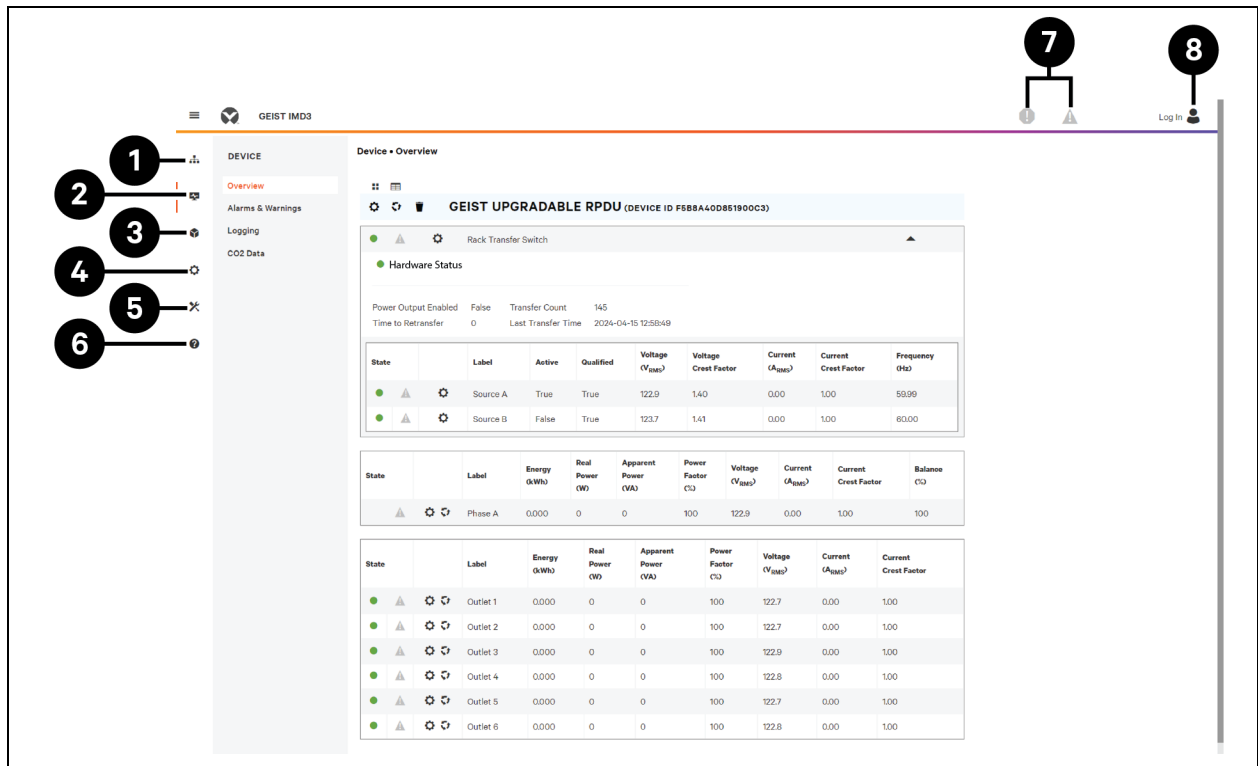 7
8
GEIST IMD3
Log In
1
2
3
4
5
6
DEVICE
Overview
Alarms & Warnings
Logging
CO2 Data
Device • Overview
GEIST UPGRADABLE RPDU (DEVICE ID F5B8A40D851900C3)
Rack Transfer Switch
Hardware Status
Power Output Enabled False Transfer Count 145
Time to Retransfer 0 Last Transfer Time 2024-04-15 12:58:49
State Label Active Qualified Voltage (VRMS) Voltage Crest Factor Current (ARMS) Current Crest Factor Frequency (Hz)
Source A True True 122.9 1.40 0.00 1.00 59.99
Source B False True 123.7 1.41 0.00 1.00 60.00
State Label Energy (kWh) Real Power (W) Apparent Power (VA) Power Factor (%) Voltage (VRMS) Current (ARMS) Current Crest Factor Balance (%)
Phase A 0.000 0 0 100 122.9 0.00 1.00 100
State Label Energy (kWh) Real Power (W) Apparent Power (VA) Power Factor (%) Voltage (VRMS) Current (ARMS) Current Crest Factor
Outlet 1 0.000 0 0 100 122.7 0.00 1.00
Outlet 2 0.000 0 0 100 122.7 0.00 1.00
Outlet 3 0.000 0 0 100 122.9 0.00 1.00
Outlet 4 0.000 0 0 100 122.8 0.00 1.00
Outlet 5 0.000 0 0 100 122.7 0.00 1.00
Outlet 6 0.000 0 0 100 122.8 0.00 1.00